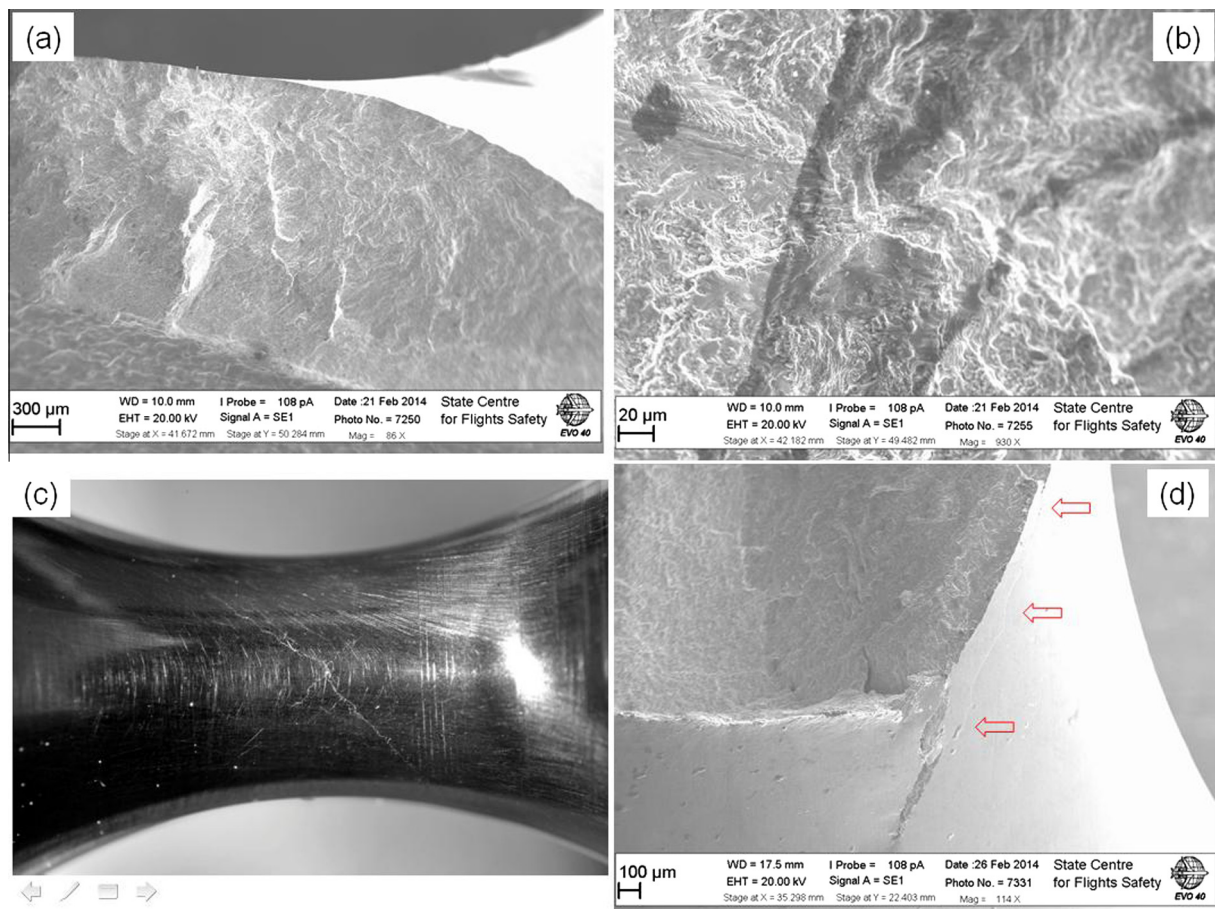 (a)
300 µm
WD = 10.0 mm I Probe = 108 pA Date :21 Feb 2014 State Centre
EHT = 20.00 kV Signal A = SE1 Photo No. = 7250 for Flights Safety
Stage at X = 41.672 mm Stage at Y = 50.284 mm Mag = 86 X EVO 40
(b)
20 µm
WD = 10.0 mm I Probe = 108 pA Date :21 Feb 2014 State Centre
EHT = 20.00 kV Signal A = SE1 Photo No. = 7255 for Flights Safety
Stage at X = 42.182 mm Stage at Y = 49.482 mm Mag = 930 X EVO 40
(c)
(d)
100 µm
WD = 17.5 mm I Probe = 108 pA Date :26 Feb 2014 State Centre
EHT = 20.00 kV Signal A = SE1 Photo No. = 7331 for Flights Safety
Stage at X = 35.298 mm Stage at Y = 22.403 mm Mag = 114 X EVO 40